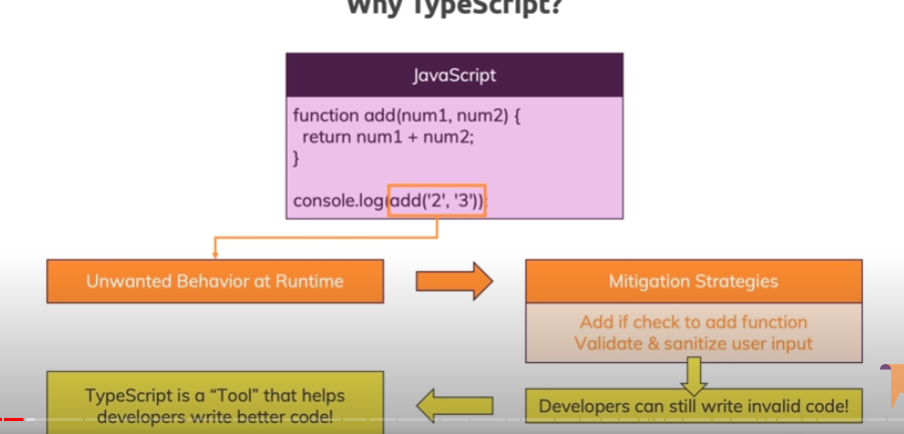 Why TypeScript?
JavaScript
function add(num1, num2) {
return num1 + num2;
}
console.log(add('2', '3'));
Unwanted Behavior at Runtime
Mitigation Strategies
Add if check to add function
Validate & sanitize user input
TypeScript is a “Tool” that helps
developers write better code!
Developers can still write invalid code!